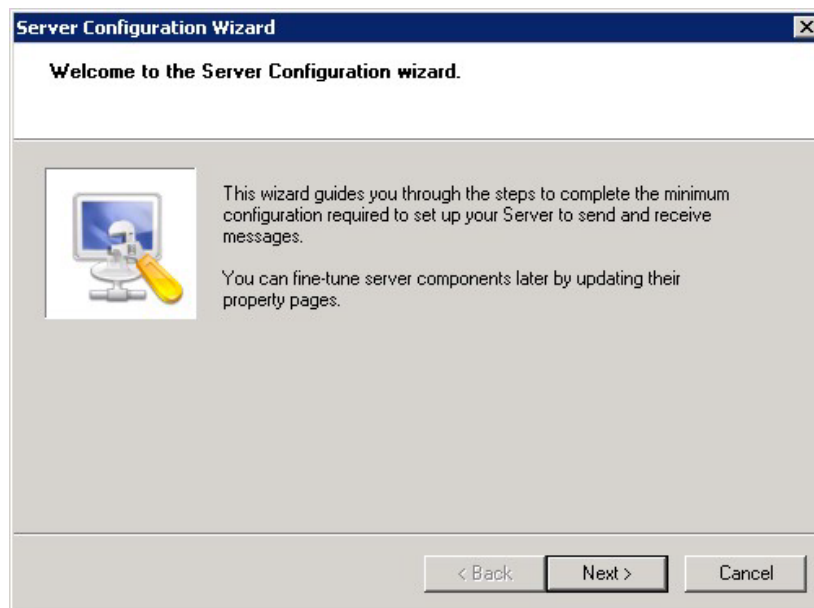 Server Configuration Wizard
Welcome to the Server Configuration wizard.
This wizard guides you through the steps to complete the minimum
configuration required to set up your Server to send and receive
messages.
You can fine-tune server components later by updating their
property pages.
< Back
Next >
Cancel